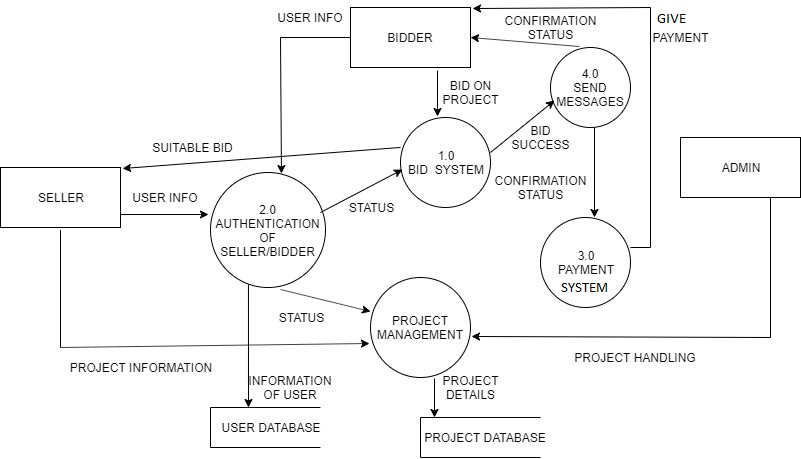 USER INFO
BIDDER
CONFIRMATION
STATUS
GIVE
PAYMENT
BID ON
PROJECT
4.0
SEND
MESSAGES
SUITABLE BID
1.0
BID SYSTEM
BID
SUCCESS
ADMIN
SELLER
USER INFO
2.0
AUTHENTICATION
OF
SELLER/BIDDER
STATUS
CONFIRMATION
STATUS
3.0
PAYMENT
SYSTEM
STATUS
PROJECT
MANAGEMENT
PROJECT INFORMATION
PROJECT HANDLING
INFORMATION
OF USER
PROJECT
DETAILS
USER DATABASE
PROJECT DATABASE